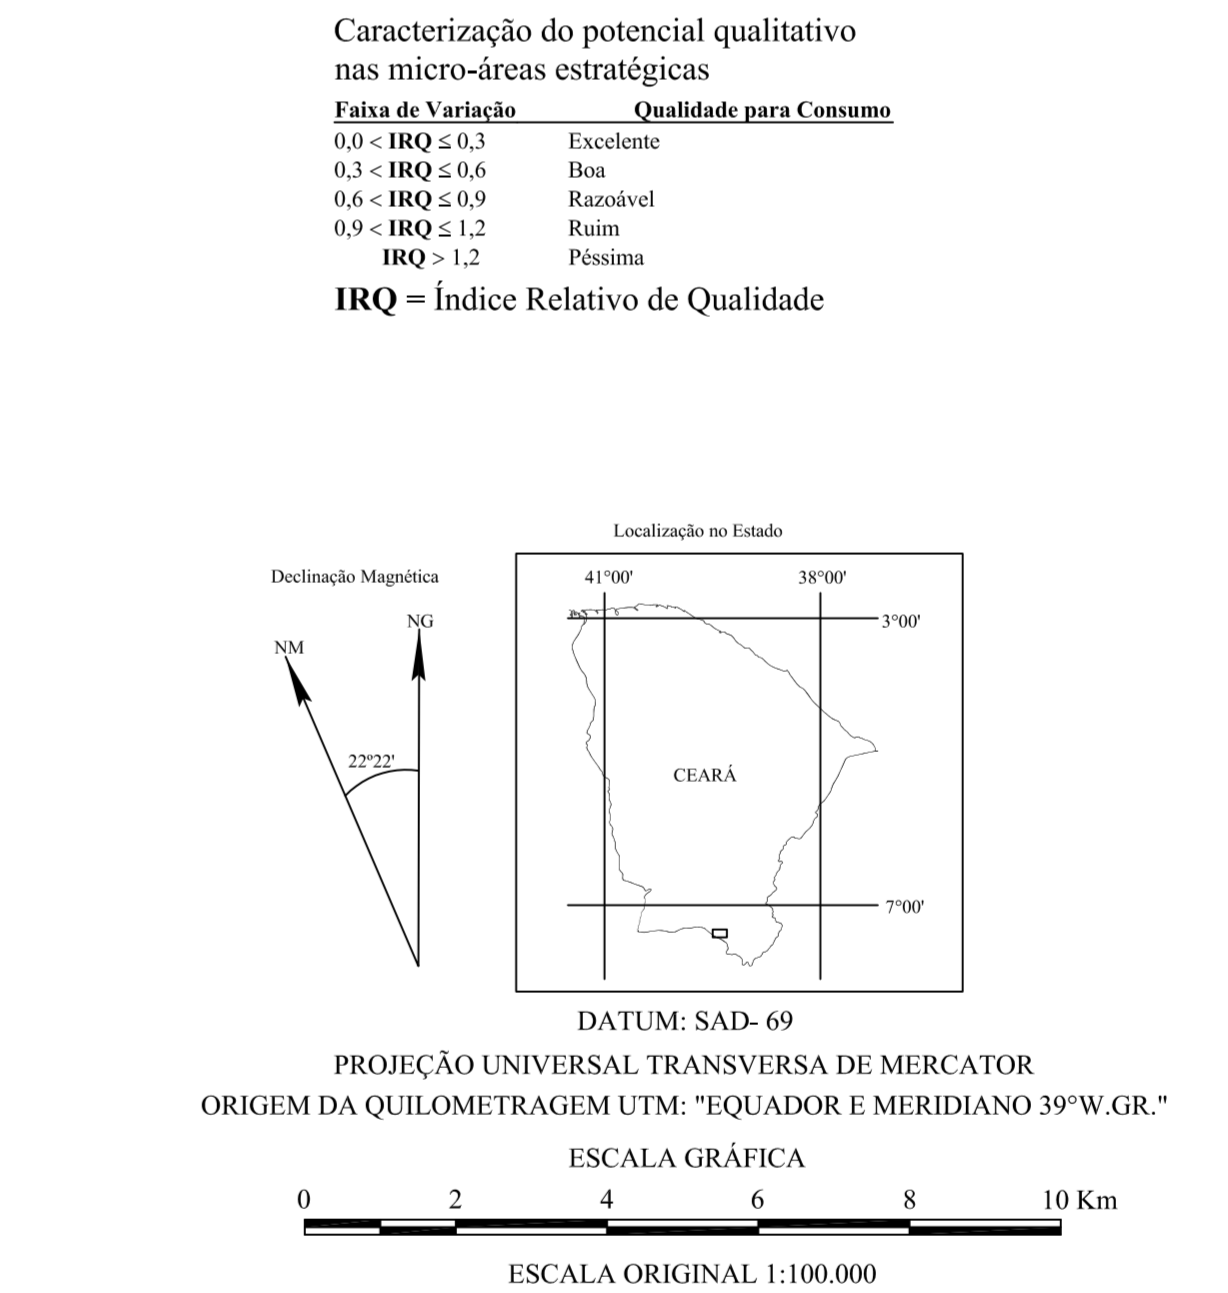 Caracterização do potencial qualitativo
nas micro-áreas estratégicas
Faixa de Variação Qualidade para Consumo
0,0 < IRQ ≤ 0,3 Excelente
0,3 < IRQ ≤ 0,6 Boa
0,6 < IRQ ≤ 0,9 Razoável
0,9 < IRQ ≤ 1,2 Ruim
IRQ > 1,2 Péssima
IRQ = Índice Relativo de Qualidade
Localização no Estado
Declinação Magnética
41°00' 38°00'
NG
3°00'
NM
22º22'
CEARÁ
7°00'
DATUM: SAD- 69
PROJEÇÃO UNIVERSAL TRANSVERSA DE MERCATOR
ORIGEM DA QUILOMETRAGEM UTM: "EQUADOR E MERIDIANO 39°W.GR."
ESCALA GRÁFICA
0 2 4 6 8 10 Km
ESCALA ORIGINAL 1:100.000